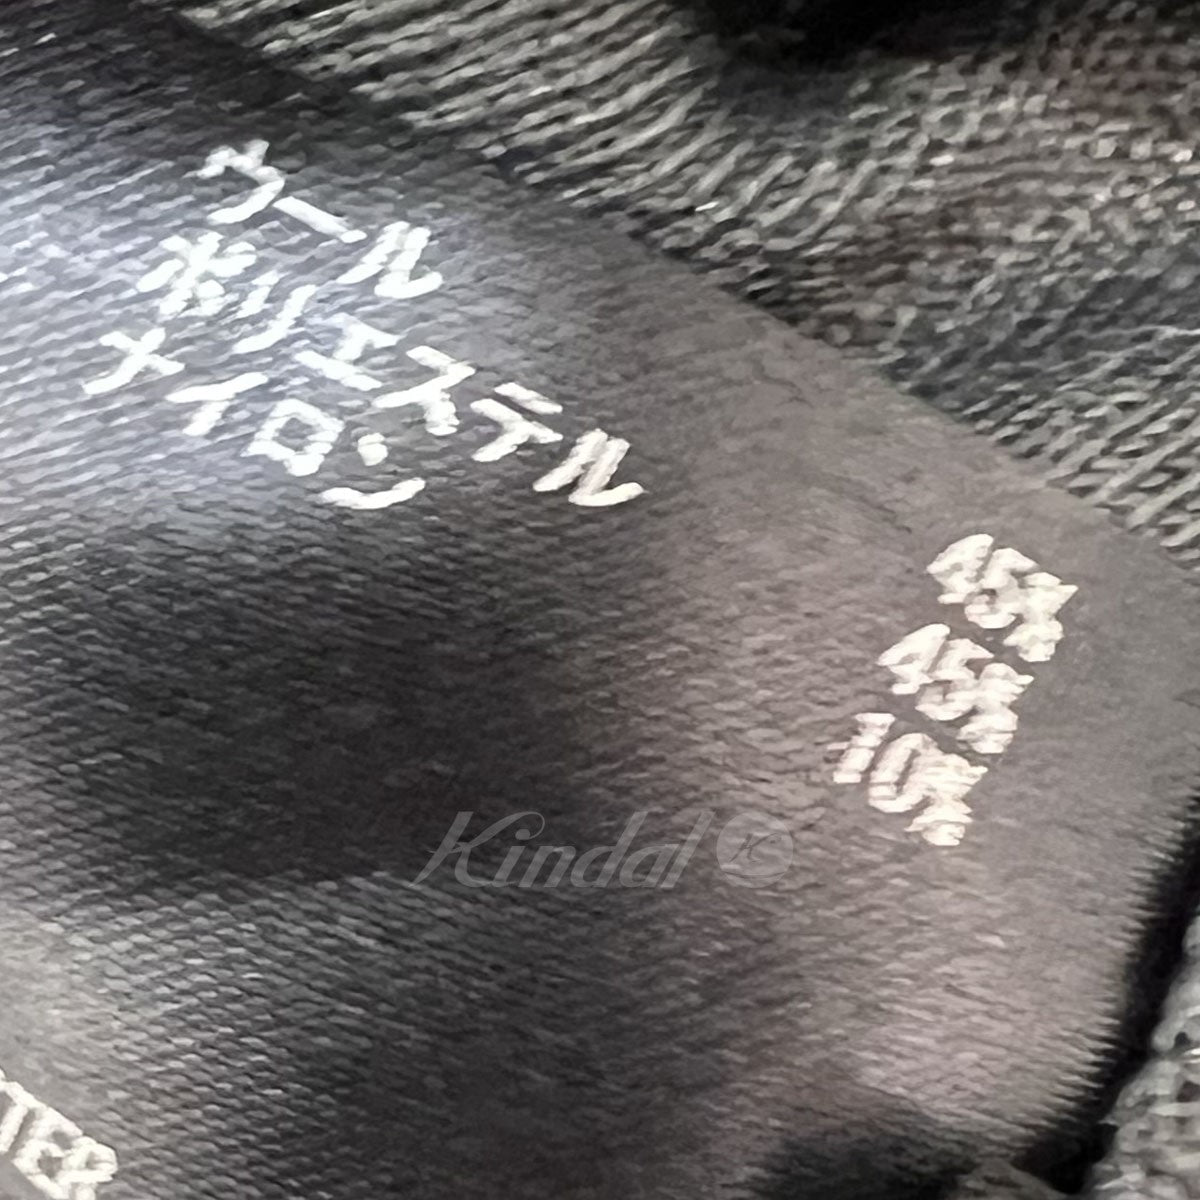 ウール 45%
ポリエステル 45%
ナイロン 10%
Kindal K